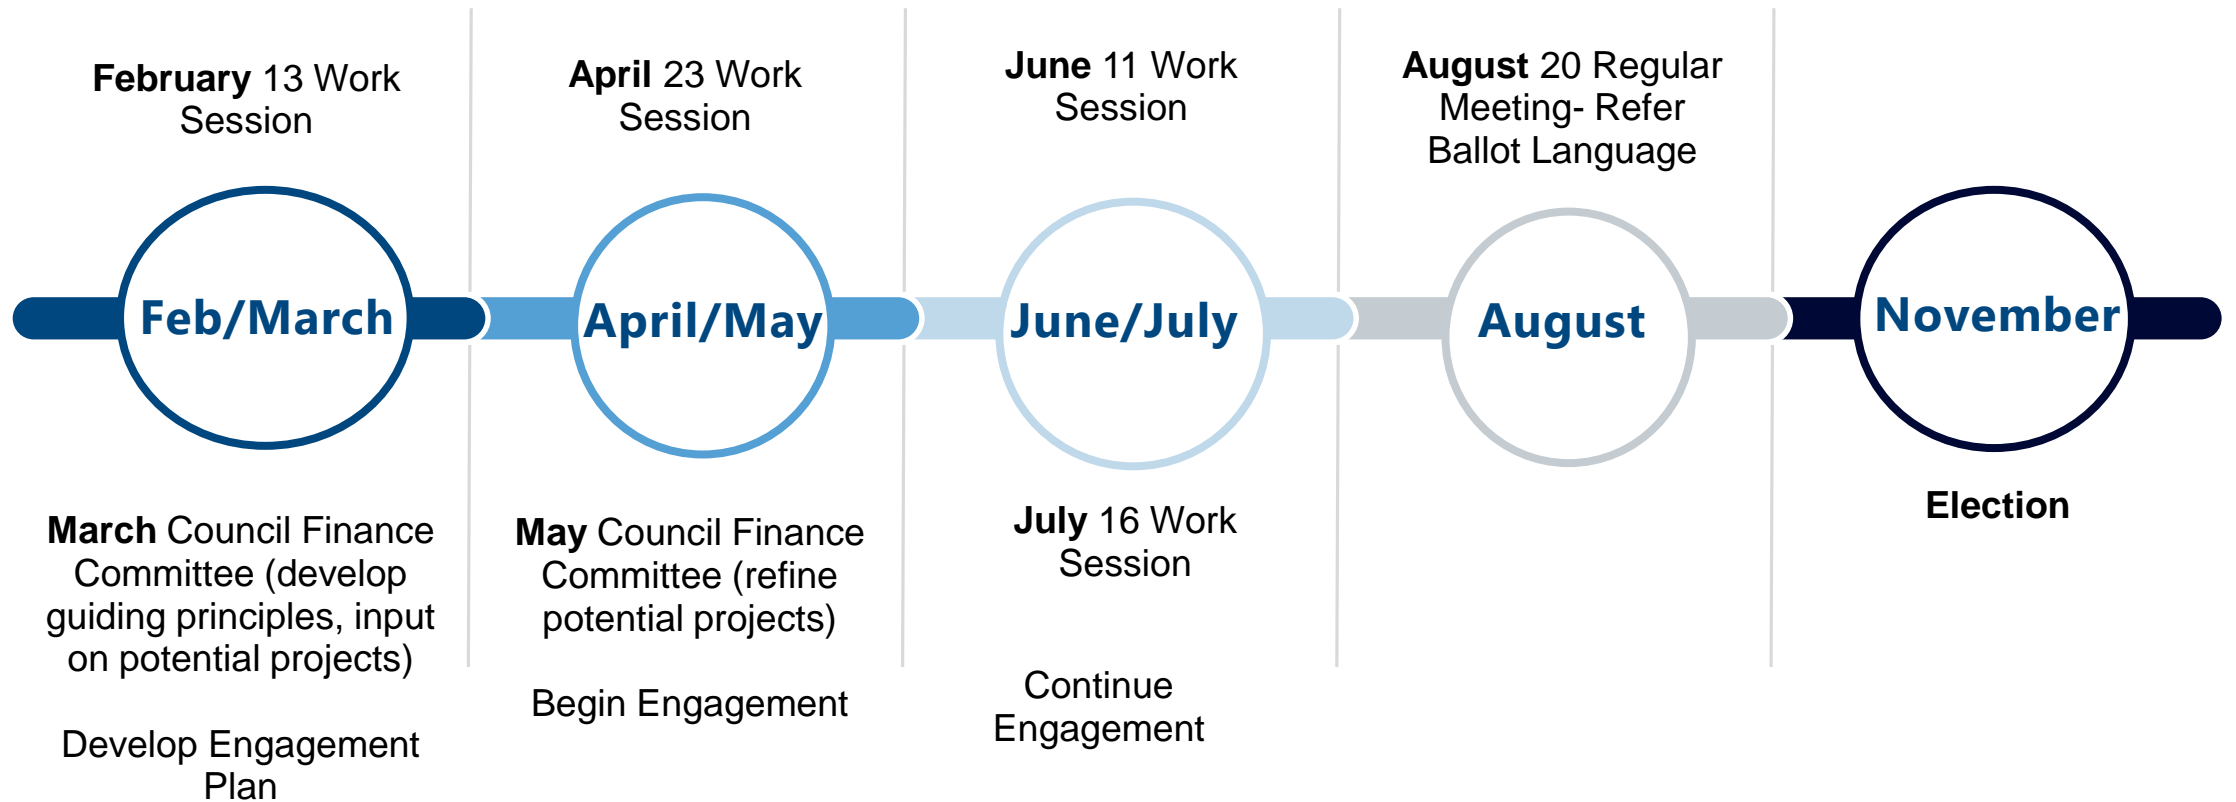 February 13 Work
Session
Feb/March
March Council Finance
Committee (develop
guiding principles, input
on potential projects)
Develop Engagement
Plan
April 23 Work
Session
April/May
May Council Finance
Committee (refine
potential projects)
Begin Engagement
June 11 Work
Session
June/July
July 16 Work
Session
Continue
Engagement
August 20 Regular
Meeting- Refer
Ballot Language
August
November
Election